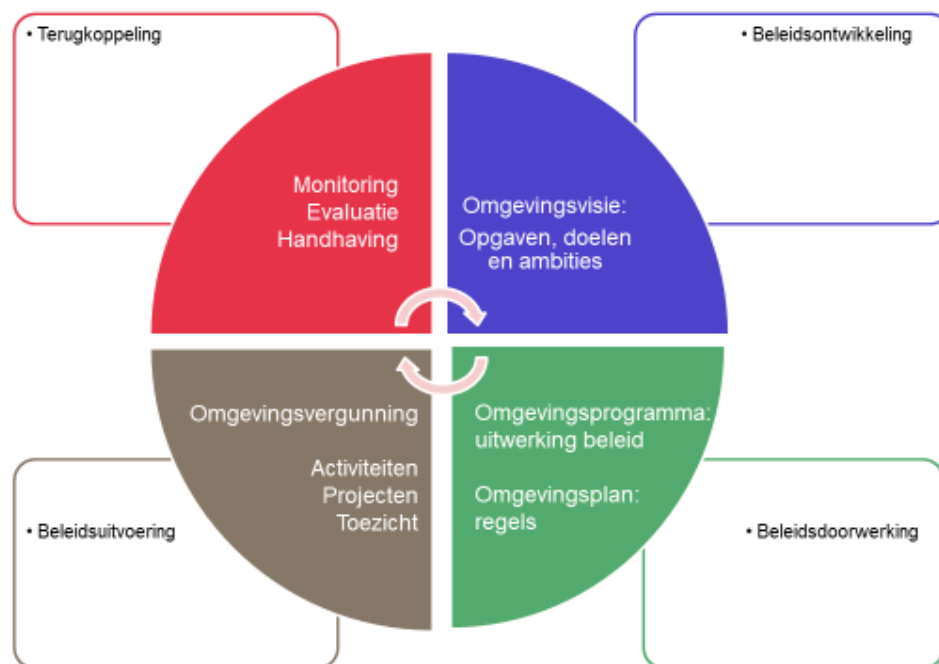 • Terugkoppeling
• Beleidsontwikkeling
Monitoring
Evaluatie
Handhaving
Omgevingsvisie:
Opgaven, doelen
en ambities
Omgevingsvergunning
Activiteiten
Projecten
Toezicht
Omgevingsprogramma:
uitwerking beleid
Omgevingsplan:
regels
• Beleidsuitvoering
• Beleidsdoorwerking